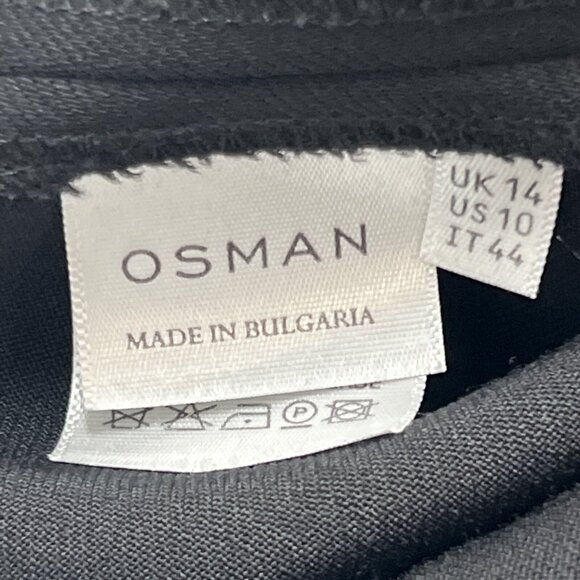 OSMAN
MADE IN BULGARIA
UK 14
US 10
IT 44
P